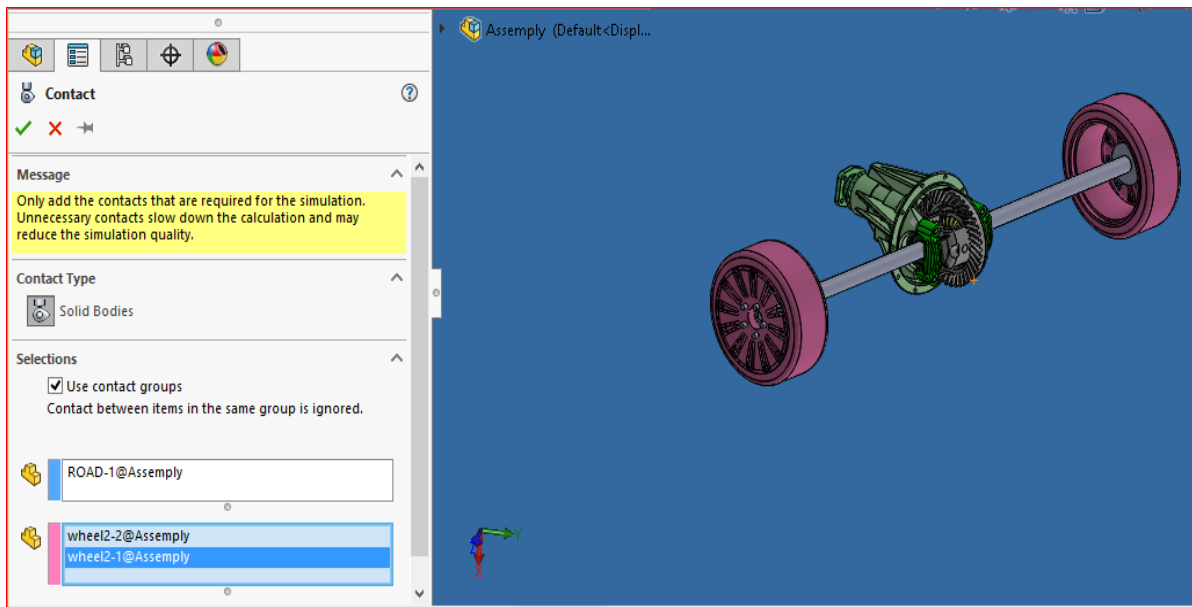 Assemply (Default<Displ...
Contact
Message
Only add the contacts that are required for the simulation.
Unnecessary contacts slow down the calculation and may
reduce the simulation quality.
Contact Type
Solid Bodies
Selections
Use contact groups
Contact between items in the same group is ignored.
ROAD-1@Assemply
wheel2-2@Assemply
wheel2-1@Assemply
Y
X
Z